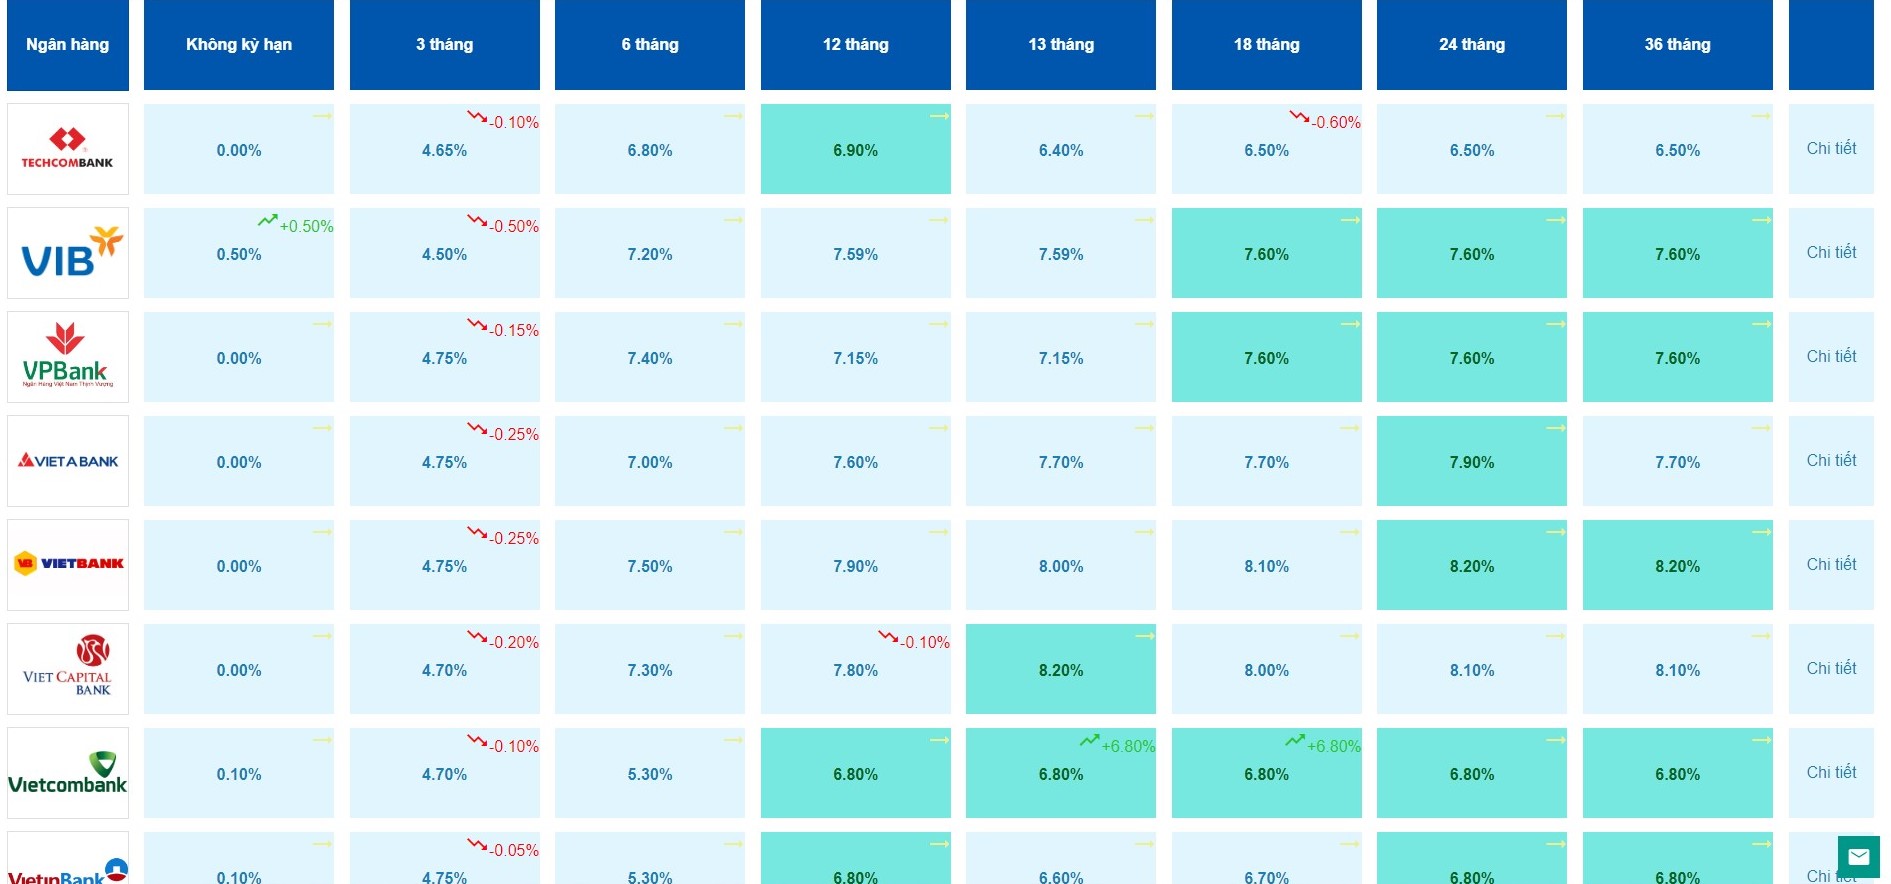 Ngân hàng Không kỳ hạn 3 tháng 6 tháng 12 tháng 13 tháng 18 tháng 24 tháng 36 tháng
-0.10% -0.60%
TECHCOMBANK 0.00% 4.65% 6.80% 6.90% 6.40% 6.50% 6.50% 6.50% Chi tiết
+0.50% -0.50%
VIB 0.50% 4.50% 7.20% 7.59% 7.59% 7.60% 7.60% 7.60% Chi tiết
-0.15%
VPBank 0.00% 4.75% 7.40% 7.15% 7.15% 7.60% 7.60% 7.60% Chi tiết
Ngân Hàng Việt Nam Thịnh Vượng
-0.25%
VIETABANK 0.00% 4.75% 7.00% 7.60% 7.70% 7.70% 7.90% 7.70% Chi tiết
-0.25%
VB VIETBANK 0.00% 4.75% 7.50% 7.90% 8.00% 8.10% 8.20% 8.20% Chi tiết
-0.20% -0.10%
VIET CAPITAL 0.00% 4.70% 7.30% 7.80% 8.20% 8.00% 8.10% 8.10% Chi tiết
BANK
-0.10% +6.80% +6.80%
Vietcombank 0.10% 4.70% 5.30% 6.80% 6.80% 6.80% 6.80% 6.80% Chi tiết
-0.05%
VietinBank 0.10% 4.75% 5.30% 6.80% 6.60% 6.70% 6.80% 6.80% Chi